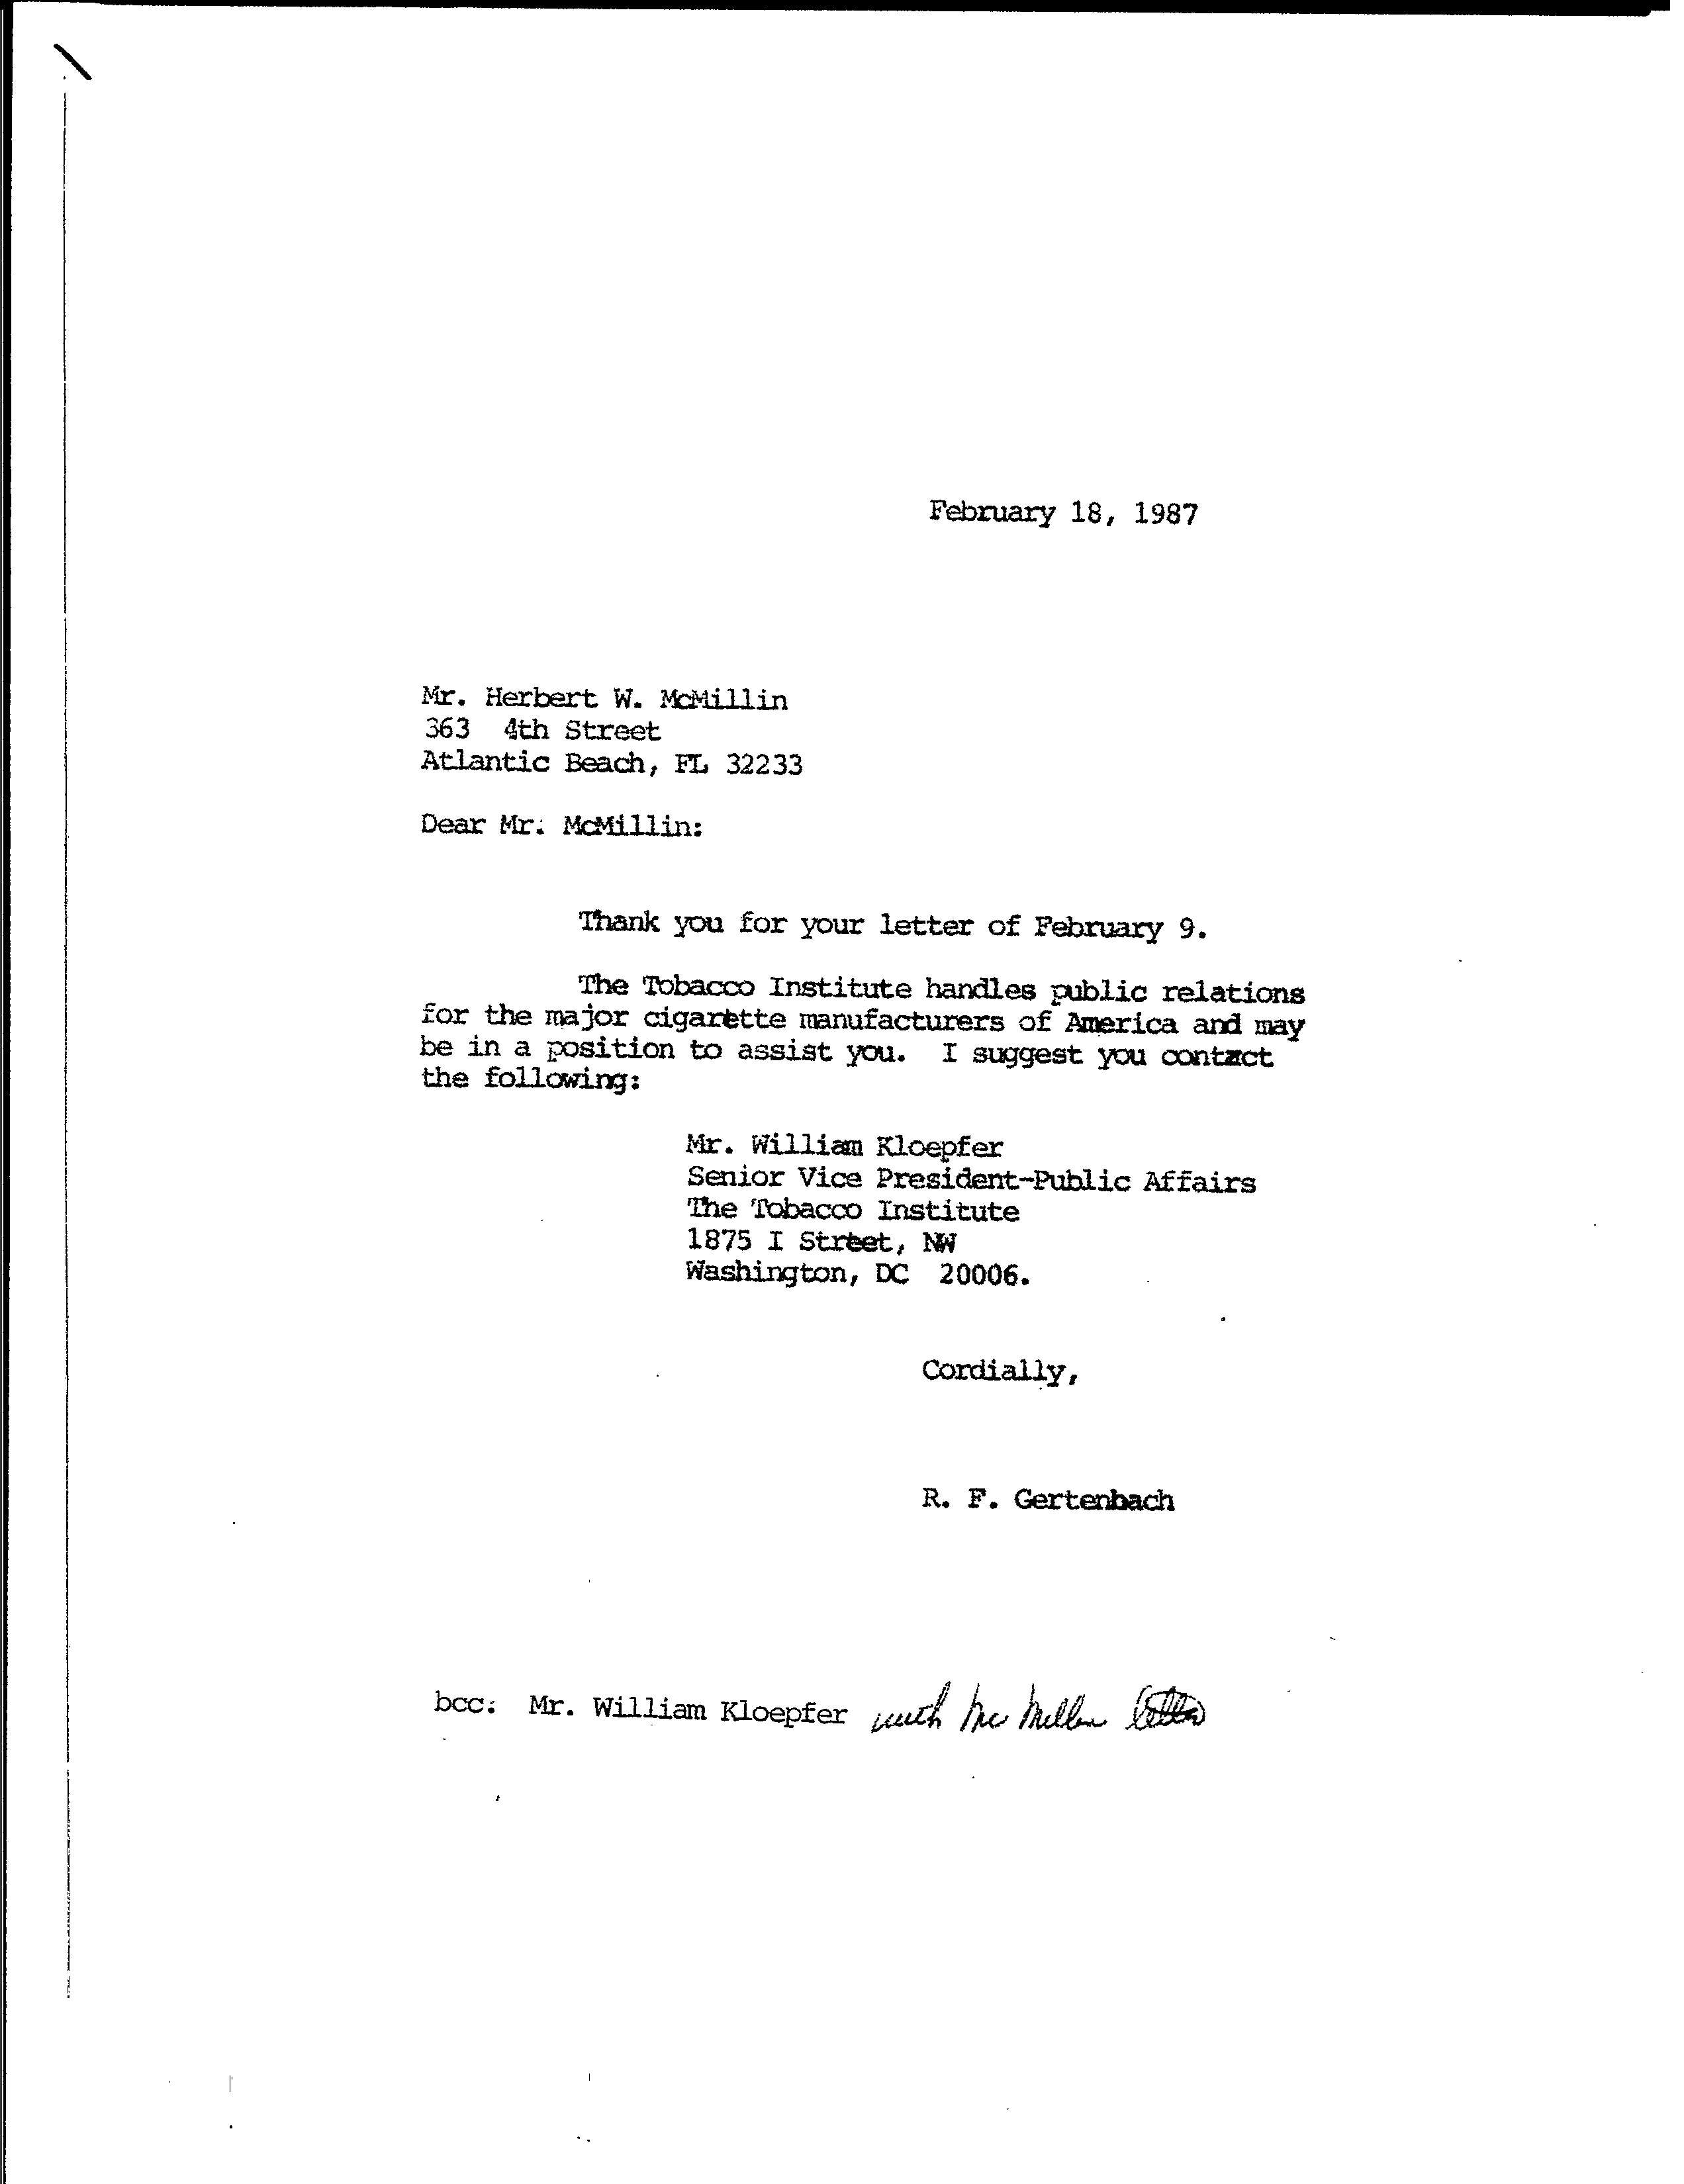 February 18, 1987
Mr. Herbert W. McMillin
363 4th Street
Atlantic Beach, FL 32233
Dear Mr. McMillin:
Thank you for your letter of February 9.
The Tobacco Institute handles public relations
for the major cigarette manufacturers of America and may
be in a position to assist you. I suggest you contact
the following:
Mr. William Kloepfer
Senior Vice President-Public Affairs
The Tobacco Institute
1875 I Street, NW
Washington, DC 20006.
Cordially,
R. F. Gertenbach
bcc: Mr. William Kloepfer with McMillin letter